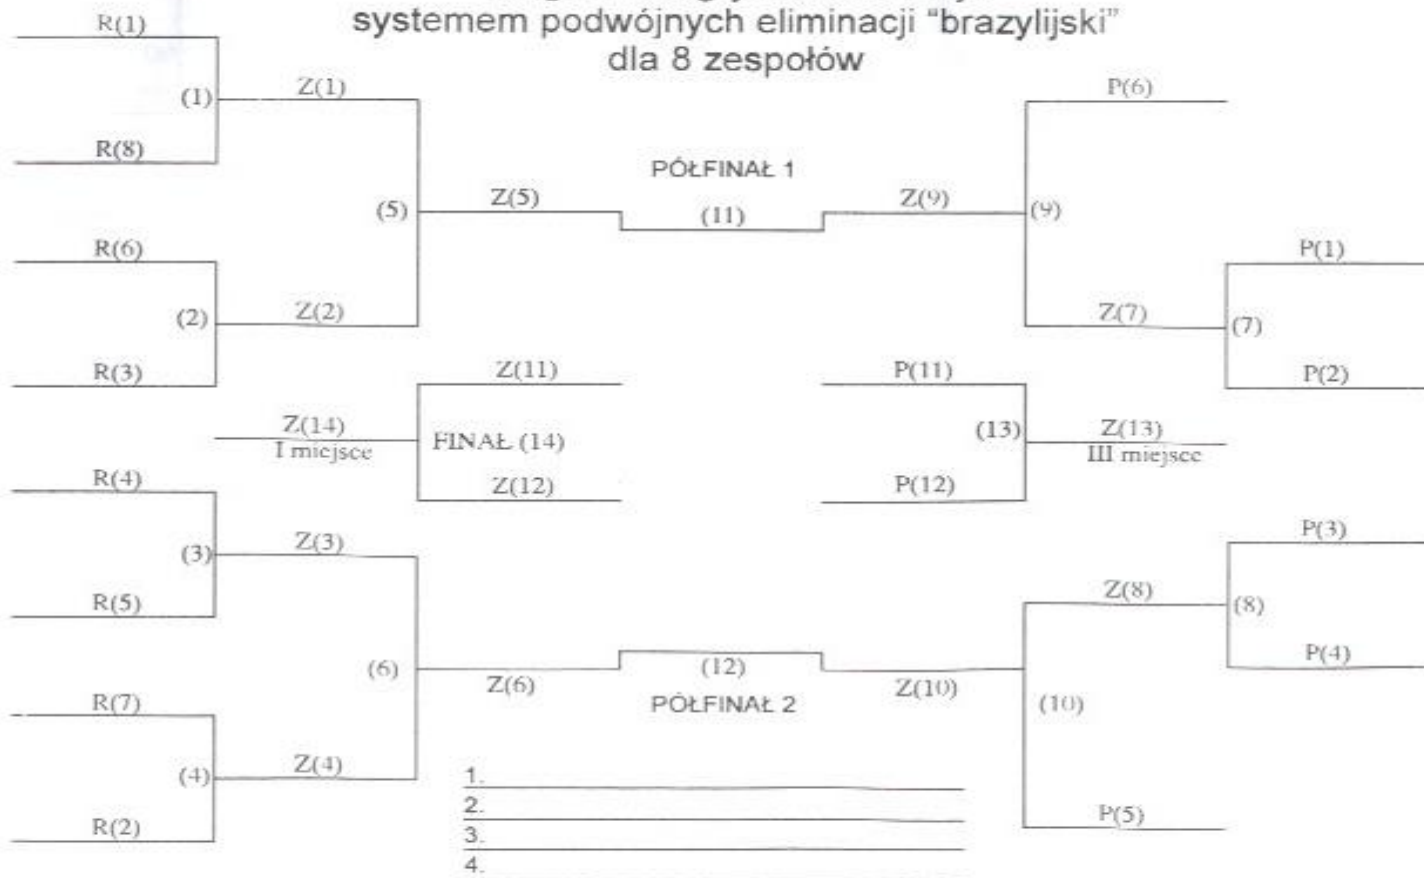 systemem podwójnych eliminacji “brazylijski”
dla 8 zespołów
R(1)
(1)
Z(1)
R(8)
R(6)
(2)
Z(2)
R(3)
(5)
Z(5)
PÓŁFINAŁ 1
(11)
Z(9)
(9)
P(6)
P(1)
Z(7)
(7)
P(2)
Z(11)
Z(14)
I miejsce
FINAŁ (14)
Z(12)
P(11)
(13)
Z(13)
III miejsce
P(12)
R(4)
(3)
Z(3)
R(5)
(6)
Z(6)
(12)
PÓŁFINAŁ 2
Z(10)
(10)
P(3)
Z(8)
(8)
P(4)
P(5)
R(7)
(4)
Z(4)
R(2)
1.
2.
3.
4.